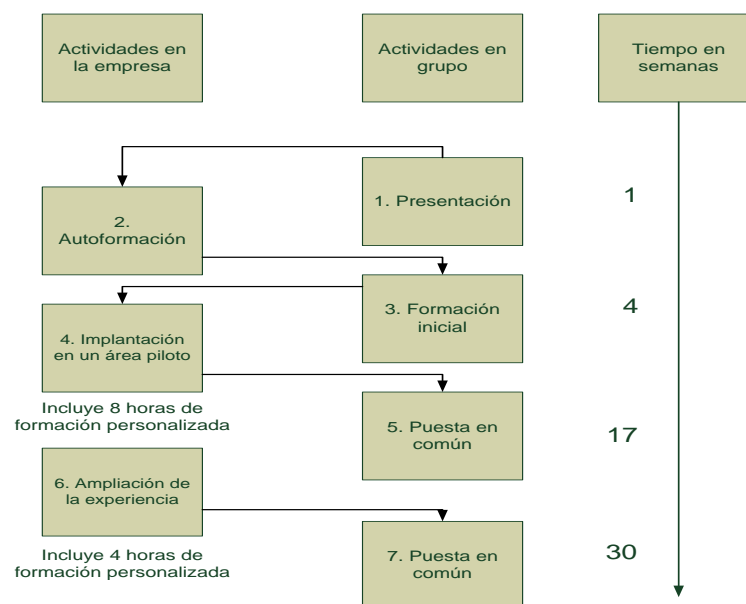 Actividades en
la empresa
Actividades en
grupo
Tiempo en
semanas
1. Presentación
1
2.
Autoformación
3. Formación
inicial
4
4. Implantación
en un área piloto
Incluye 8 horas de
formación personalizada
5. Puesta en
común
17
6. Ampliación de
la experiencia
Incluye 4 horas de
formación personalizada
7. Puesta en
común
30